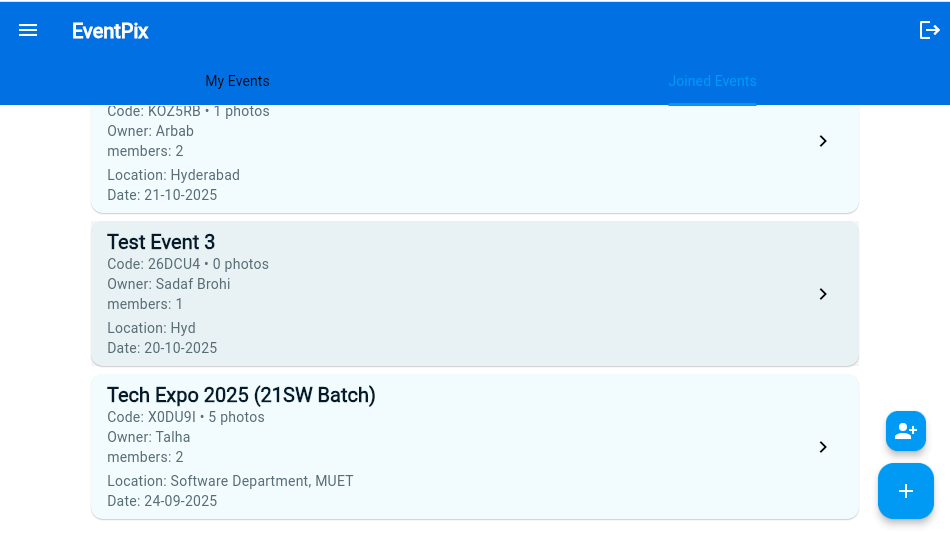 EventPix
My Events
Joined Events
Code: KOZ5RB • 1 photos
Owner: Arbab
members: 2
Location: Hyderabad
Date: 21-10-2025
Test Event 3
Code: 26DCU4 • 0 photos
Owner: Sadaf Brohi
members: 1
Location: Hyd
Date: 20-10-2025
Tech Expo 2025 (21SW Batch)
Code: X0DU9I • 5 photos
Owner: Talha
members: 2
Location: Software Department, MUET
Date: 24-09-2025